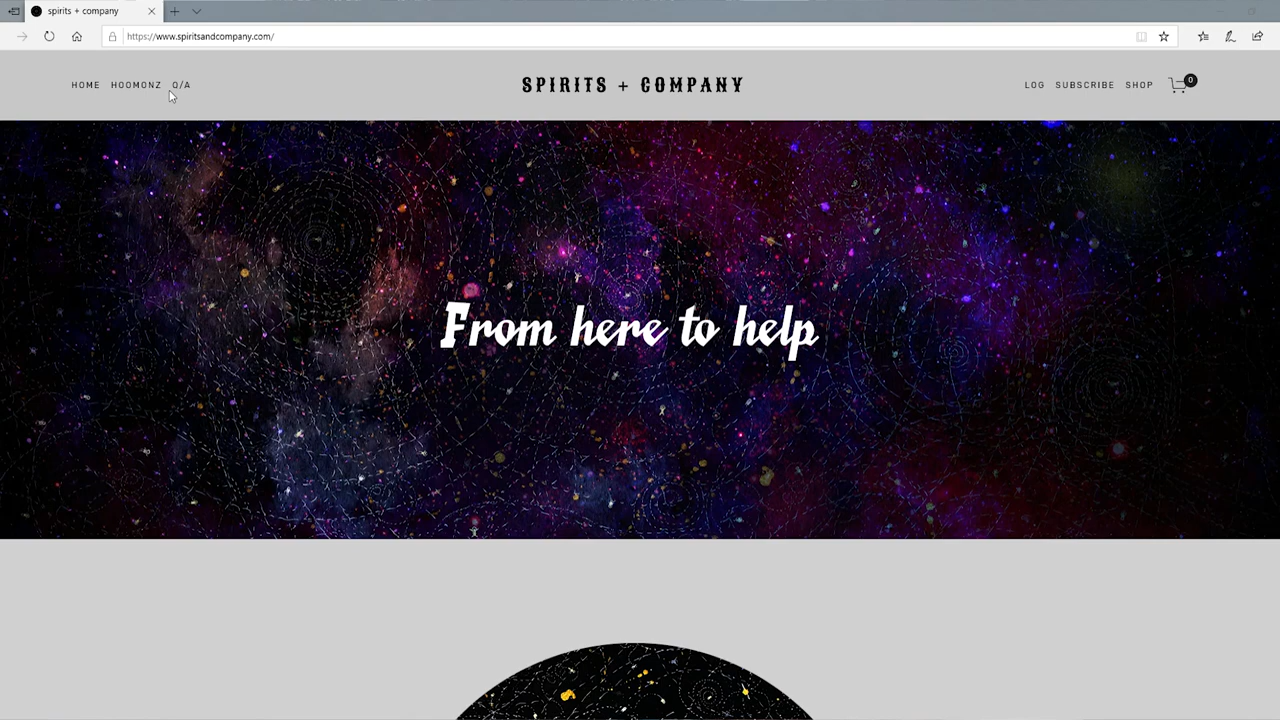 spirits + company
https://www.spiritsandcompany.com/
HOME HOOMONZ Q/A
SPIRITS + COMPANY
LOG SUBSCRIBE SHOP 0
From here to help